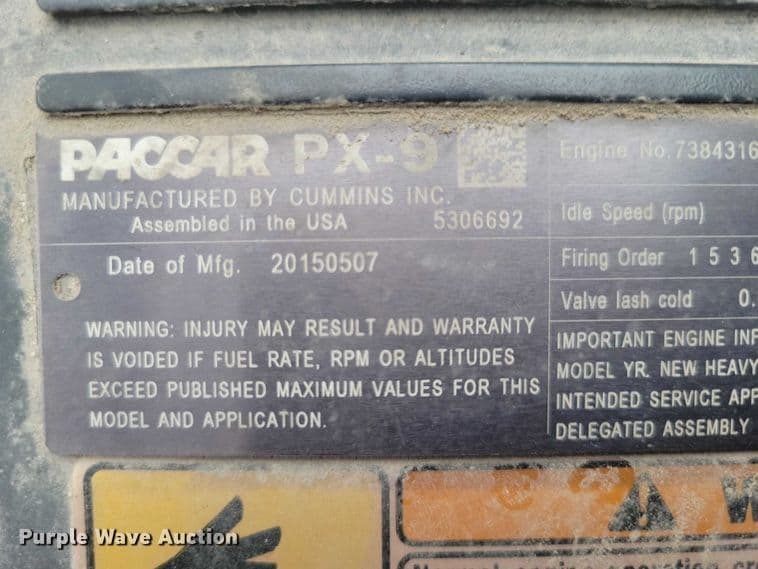 PACCAR PX-9
MANUFACTURED BY CUMMINS INC.
Assembled in the USA 5306692
Date of Mfg. 20150507
WARNING: INJURY MAY RESULT AND WARRANTY
IS VOIDED IF FUEL RATE, RPM OR ALTITUDES
EXCEED PUBLISHED MAXIMUM VALUES FOR THIS
MODEL AND APPLICATION.
Engine No. 7384316
Idle Speed (rpm)
Firing Order 1 5 3 6
Valve lash cold 0.
IMPORTANT ENGINE INF
MODEL YR. NEW HEAVY
INTENDED SERVICE APP
DELEGATED ASSEMBLY
W
Purple Wave Auction